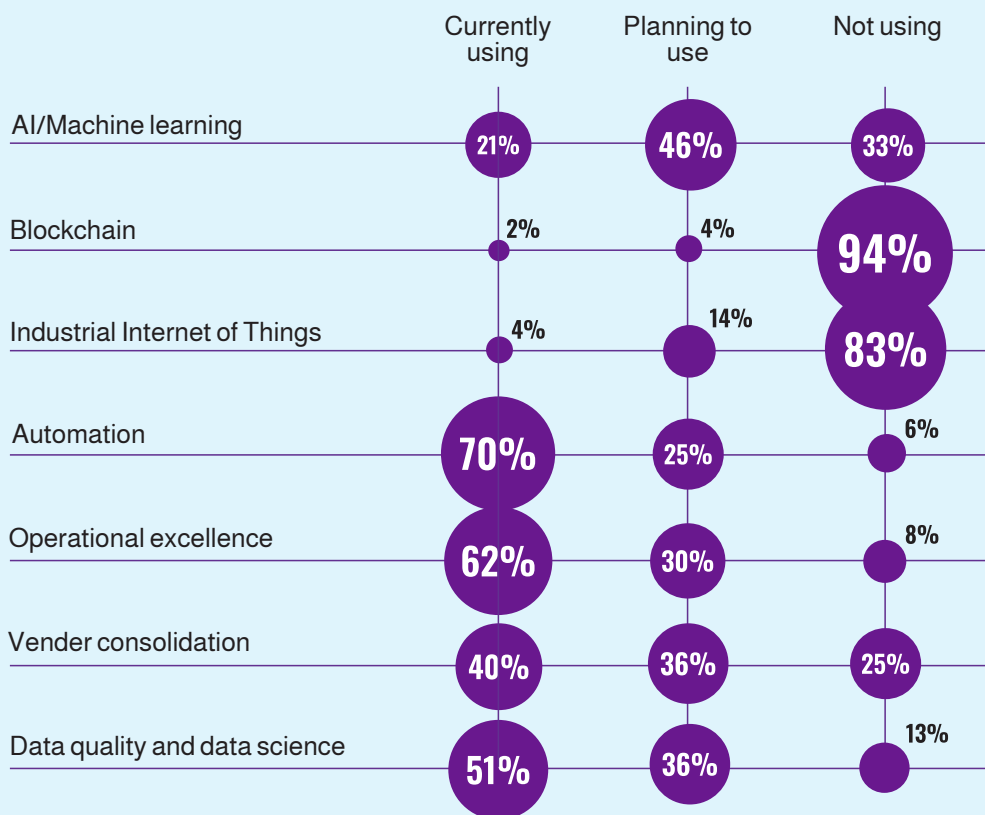 Currently
using
Planning to
use
Not using
AI/Machine learning
21%
46%
33%
Blockchain
2%
4%
94%
Industrial Internet of Things
4%
14%
83%
Automation
70%
25%
6%
Operational excellence
62%
30%
8%
Vender consolidation
40%
36%
25%
Data quality and data science
51%
36%
13%